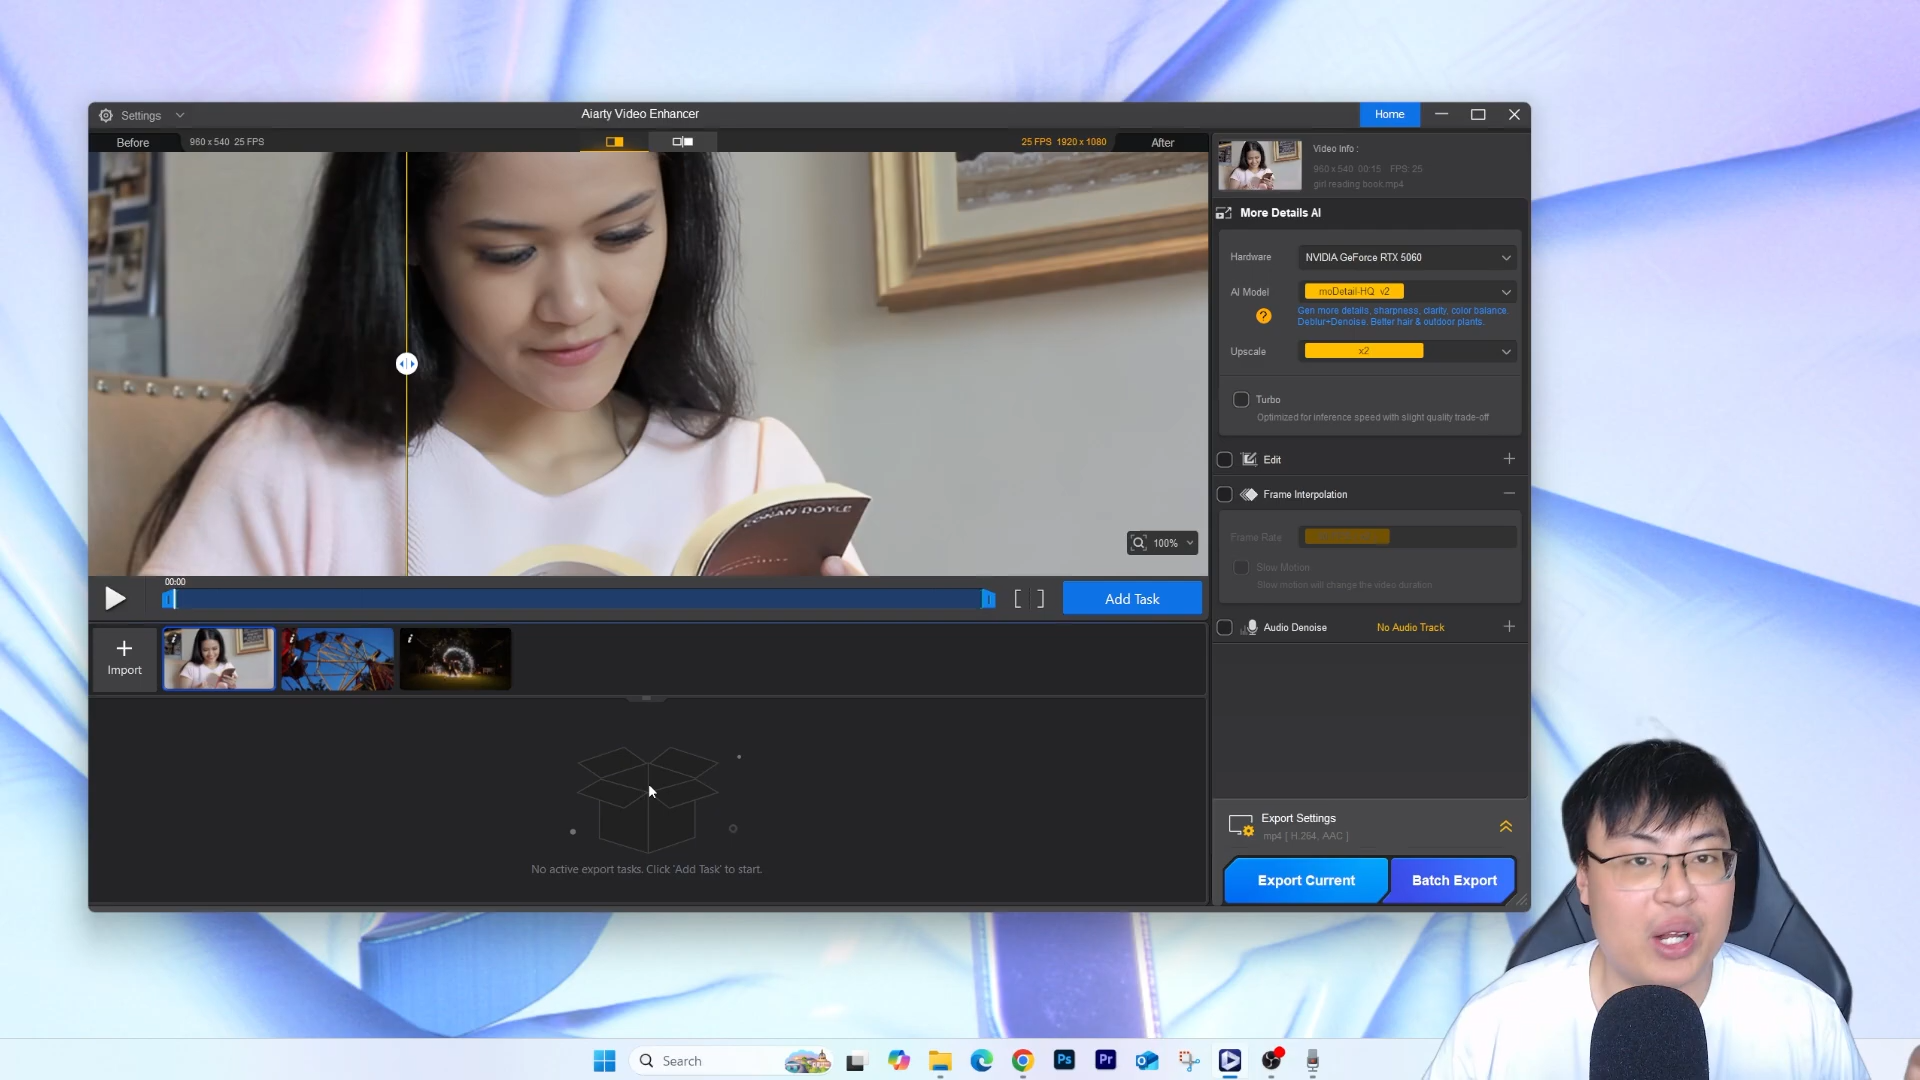 Settings
Aiarty Video Enhancer
Home
Before
960 x 540 25 FPS
25 FPS 1920 x 1080
After
Video Info :
960 x 540 00:15 FPS: 25
girl reading book.mp4
More Details AI
Hardware
NVIDIA GeForce RTX 5060
AI Model
moDetail-HQ v2
?
Gen more details, sharpness, clarity, color balance.
Deblur+Denoise. Better hair & outdoor plants.
Upscale
x2
Turbo
Optimized for inference speed with slight quality trade-off
Edit
Frame Interpolation
Frame Rate
Slow Motion
Slow motion will change the video duration
CONAN DOYLE
100%
00:00
[ ]
Add Task
Audio Denoise
No Audio Track
Import
No active export tasks. Click 'Add Task' to start.
Export Settings
mp4 [ H.264, AAC ]
Export Current
Batch Export
Search
Ps
Pr